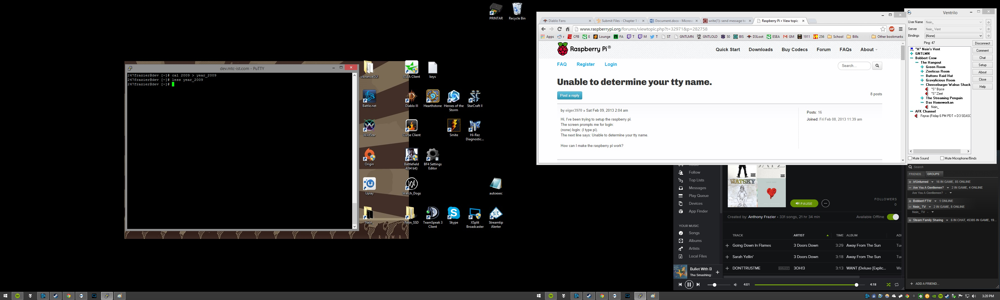 PRINTAR
Recycle Bin
dev.mtc-ist.com - PuTTY
247frazier@dev [~]# cal 2009 > year_2009
247frazier@dev [~]# less year_2009
247frazier@dev [~]#
vibranceGUI
ESEA Client
keys
Battle.net
Diablo III
Hearthstone
Heroes of the Storm
StarCraft II
WildStar
Curse Client
Smite
Hi-Rez Diagnostic...
Origin
Battlefield 4(64 bit)
BF4 Settings Editor
Uplay
Watch_Dogs
autoexec
Nein_
Nein_SSD
TeamSpeak 3 Client
Skype
XSplit Broadcaster
Streamtip Alerter
R A W R
Diablo Fans
Submit Files - Chapter 1 -
Document.docx - Microso
write(1): send message to
Raspberry Pi • View topic
www.raspberrypi.org/forums/viewtopic.php?t=32971&p=282758
Apps r CFB E Lounge FA T M T ST GNTLMN GNTLOLD 50 BIS D3Loot ESEA GM 1911 256 School Bills Other bookmarks
Raspberry Pi®
Quick Start Downloads Buy Codecs Forum FAQs About
FAQ Register Login
Search...
Unable to determine your tty name.
Post a reply
8 posts
by eiger3970 » Sat Feb 09, 2013 2:04 am
Posts: 16
Joined: Fri Feb 08, 2013 11:39 am
Hi, I've been trying to setup the raspberry pi.
The screen prompts me for login:
(none) login: (I type pi).
The next line says: Unable to determine your tty name.
How can I make the raspberry pi work?
Ventrilo
User Name Nein_
Server Nein_ Vent
Bindings (None)
Ping: 47
Disconnect
Comment
Chat
Setup
About
Close
Help
"A" Nein's Vent
GNTLMN
Bobbert Crew
The Hangout
Green Room
Zeeticus Room
Buttons Raid Hut
Gravylicious Room
Cheeseburger Walrus Shack
"S" Bryce
"S" Zeet
The Streaming Penguin
Das Homeworkan
Nein_
AFK Channel
Feyras (Friday 6 PM PDT = D3 SEASC
Mute Sound
Mute Microphone/Binds
Radio
Follow
Top Lists
Messages
Play Queue
Devices
App Finder
YOUR MUSIC
Songs
Albums
Artists
Local Files
WATSKY
PAUSE
FOLLOWERS
0
Created by: Anthony Frazier • 331 songs, 21 hr 34 min
Available Offline
TRACK ARTIST TIME ALBUM
Going Down In Flames 3 Doors Down 3:29 Away From The Sun Tu
Sarah Yellin' 3 Doors Down 3:18 Away From The Sun Tu
DONTTRUSTME EXPLICIT 3OH!3 3:13 WANT (Deluxe [Explic... We
Bullet With B
The Smashing
4:01
4:18
Search
FRIENDS GROUPS
/r/Unturned 16 IN GAME, 85 ONLINE
Are You A Gentlemen? 2 IN GAME, 4 ONLINE
Are You A Gentlemen? -
Bobbert FTW 1 ONLINE
Nein_ TV 2 IN GAME, 8 ONLINE
Nein_ TV -
Steam Family Sharing 6 IN CHAT, 45385 IN GAME, 19...
+ ADD A FRIEND...
3:20 PM